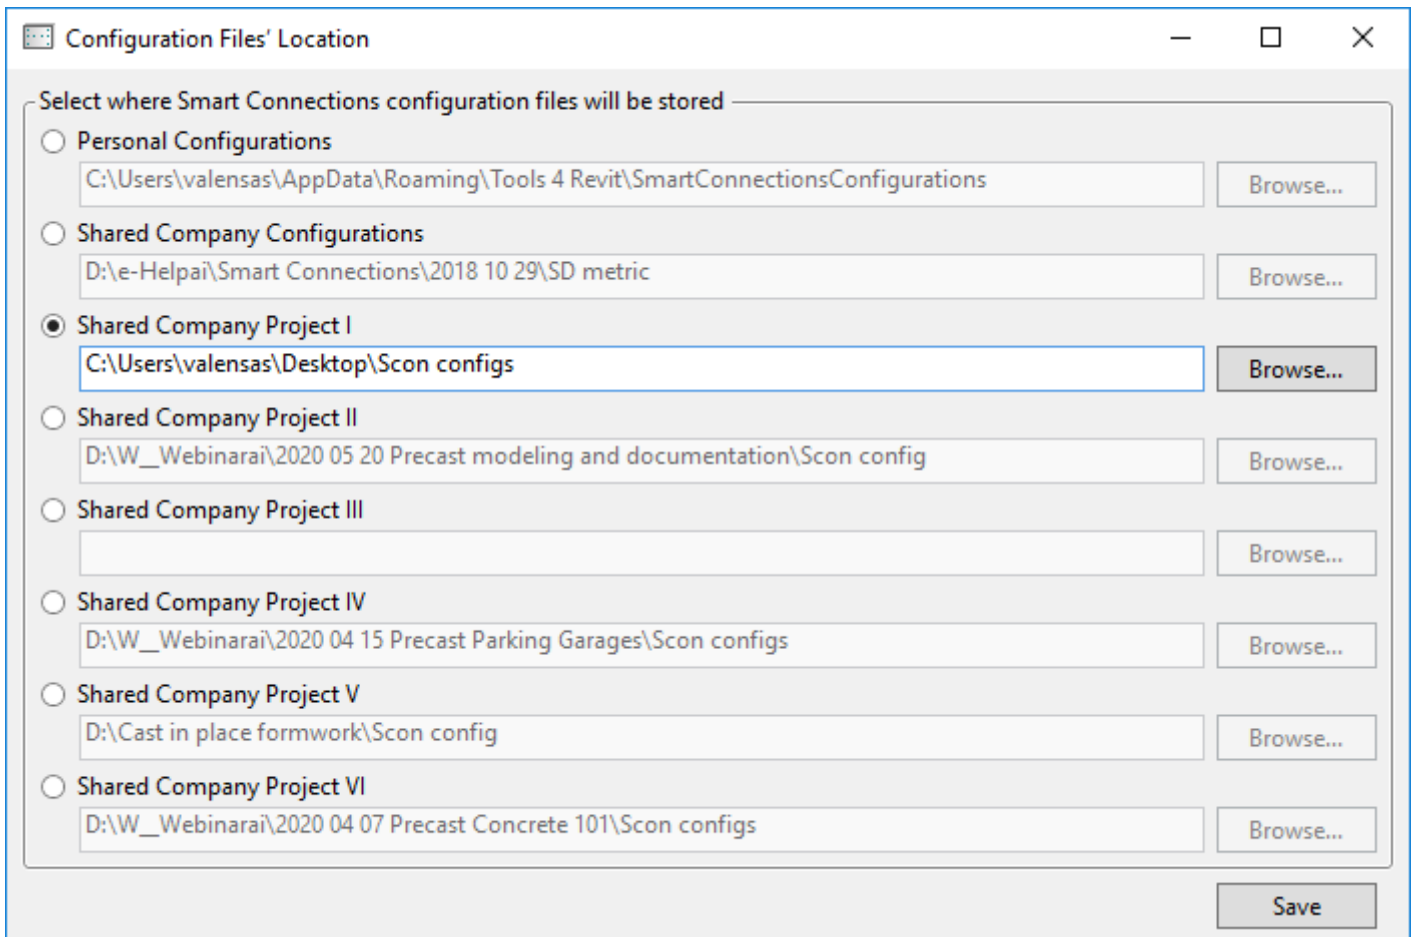 Configuration Files’ Location
Select where Smart Connections configuration files will be stored
Personal Configurations
C:\Users\valensas\AppData\Roaming\Tools 4 Revit\SmartConnectionsConfigurations Browse...
Shared Company Configurations
D:\e-Helpai\Smart Connections\2018 10 29\SD metric Browse...
Shared Company Project I
C:\Users\valensas\Desktop\Scon configs Browse...
Shared Company Project II
D:\W__Webinarai\2020 05 20 Precast modeling and documentation\Scon config Browse...
Shared Company Project III
Browse...
Shared Company Project IV
D:\W__Webinarai\2020 04 15 Precast Parking Garages\Scon configs Browse...
Shared Company Project V
D:\Cast in place formwork\Scon config Browse...
Shared Company Project VI
D:\W__Webinarai\2020 04 07 Precast Concrete 101\Scon configs Browse...
Save